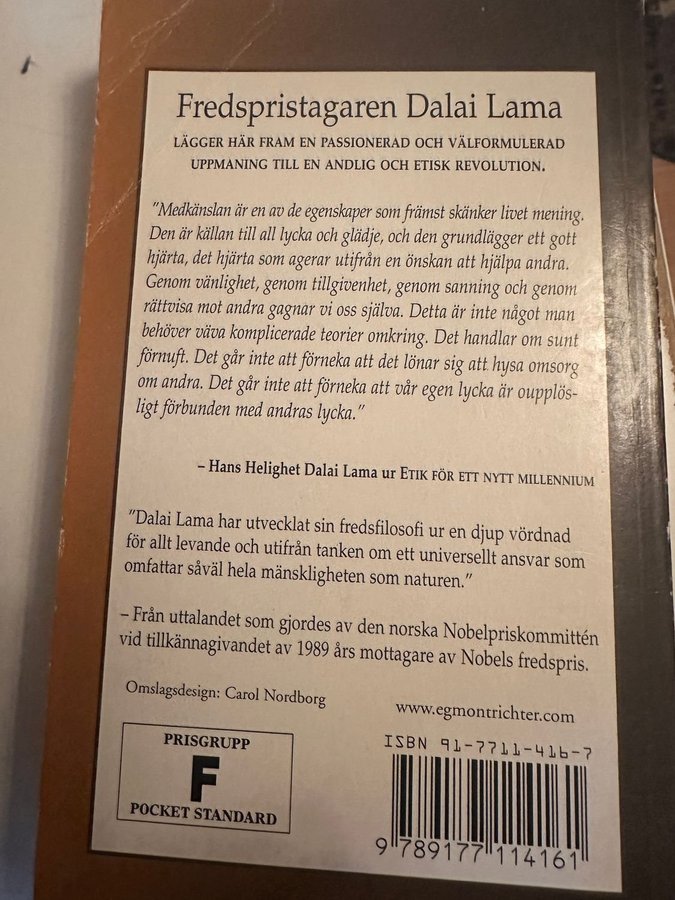 Fredspristagaren Dalai Lama
LÄGGER HÄR FRAM EN PASSIONERAD OCH VÄLFORMULERAD
UPPMANING TILL EN ANDLIG OCH ETISK REVOLUTION.
”Medkänslan är en av de egenskaper som främst skänker livet mening.
Den är källan till all lycka och glädje, och den grundlägger ett gott
hjärta, det hjärta som agerar utifrån en önskan att hjälpa andra.
Genom vänlighet, genom tillgivenhet, genom sanning och genom
rättvisa mot andra gagnar vi oss själva. Detta är inte något man
behöver väva komplicerade teorier omkring. Det handlar om sunt
förnuft. Det går inte att förneka att det lönar sig att hysa omsorg
om andra. Det går inte att förneka att vår egen lycka är oupplös-
ligt förbunden med andras lycka.”
– Hans Helighet Dalai Lama ur ETIK FÖR ETT NYTT MILLENNIUM
”Dalai Lama har utvecklat sin fredsfilosofi ur en djup vördnad
för allt levande och utifrån tanken om ett universellt ansvar som
omfattar såväl hela mänskligheten som naturen.”
– Från uttalandet som gjordes av den norska Nobelpriskommittén
vid tillkännagivandet av 1989 års mottagare av Nobels fredspris.
Omslagsdesign: Carol Nordborg
www.egmontrichter.com
PRISGRUPP
F
POCKET STANDARD
ISBN 91-7711-416-7
9 789177 114161